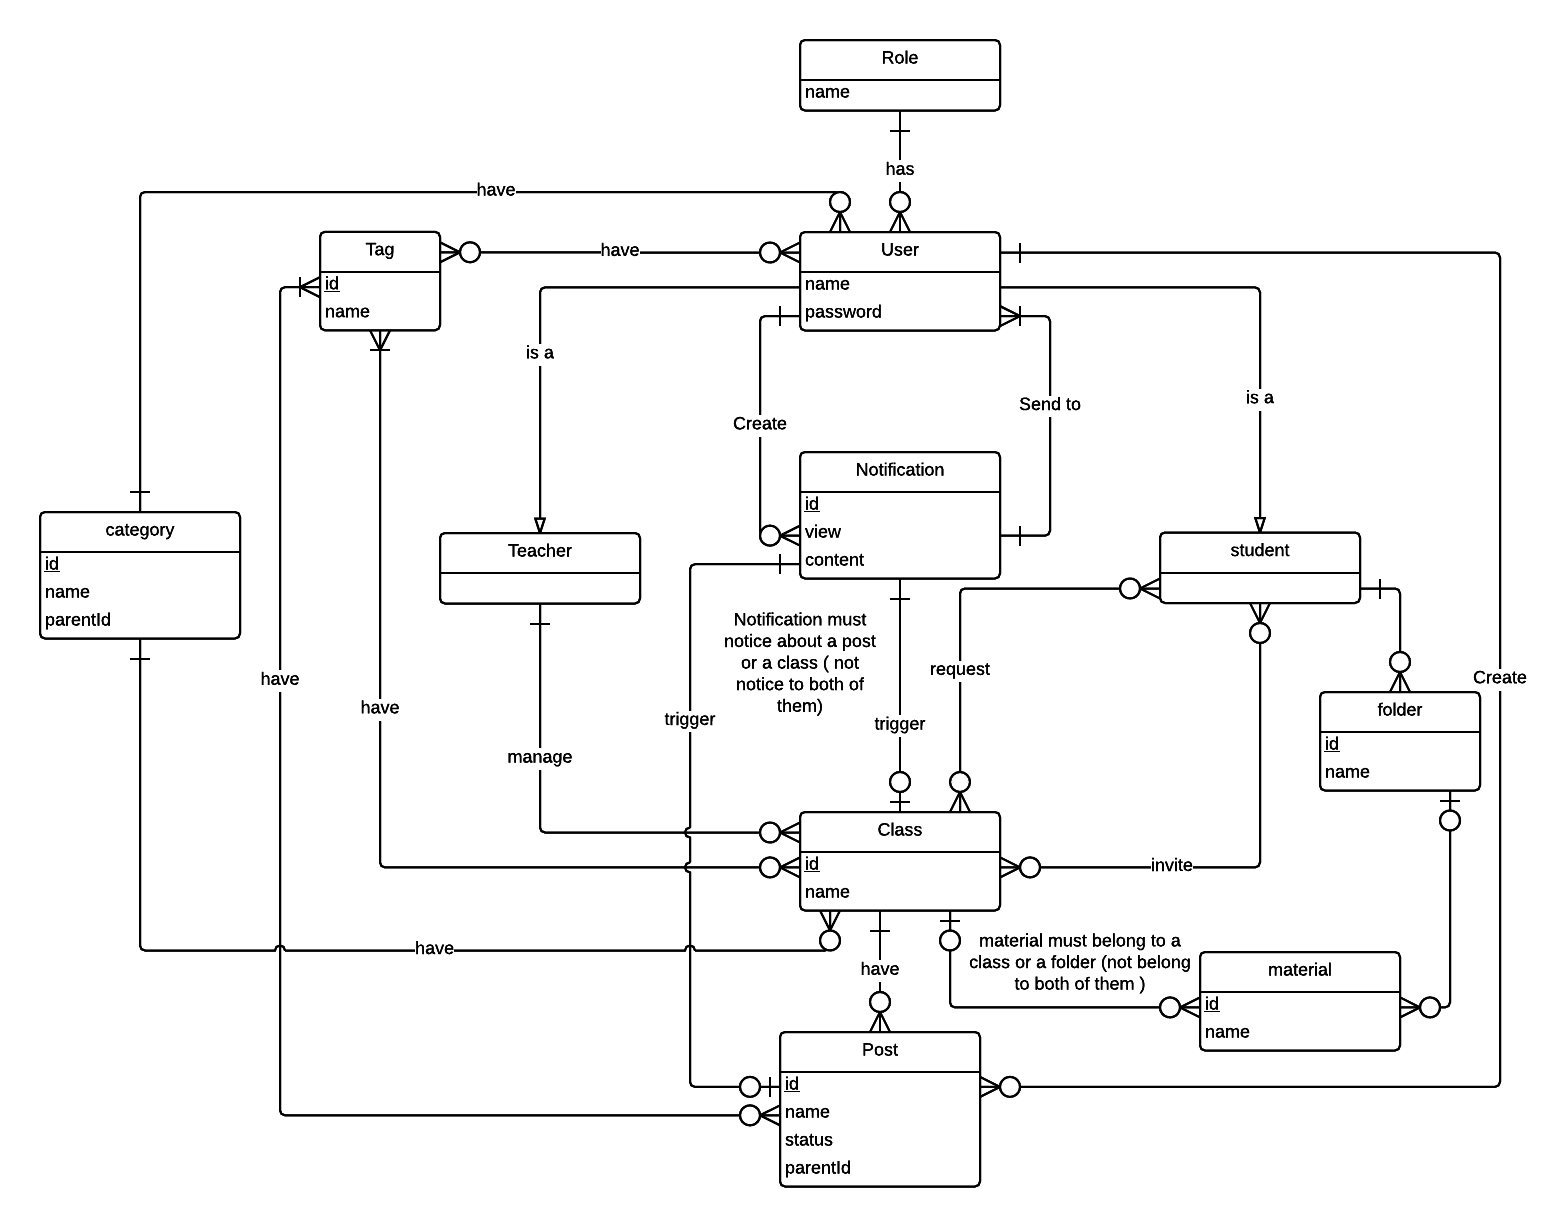 Role
name
has
have
Tag
id
name
have
User
name
password
is a
Create
Send to
is a
Notification
id
view
content
category
id
name
parentId
Teacher
student
Notification must
notice about a post
or a class ( not
notice to both of
them)
request
have
have
trigger
trigger
manage
Create
folder
id
name
Class
id
name
invite
have
have
material must belong to a
class or a folder (not belong
to both of them )
material
id
name
Post
id
name
status
parentId